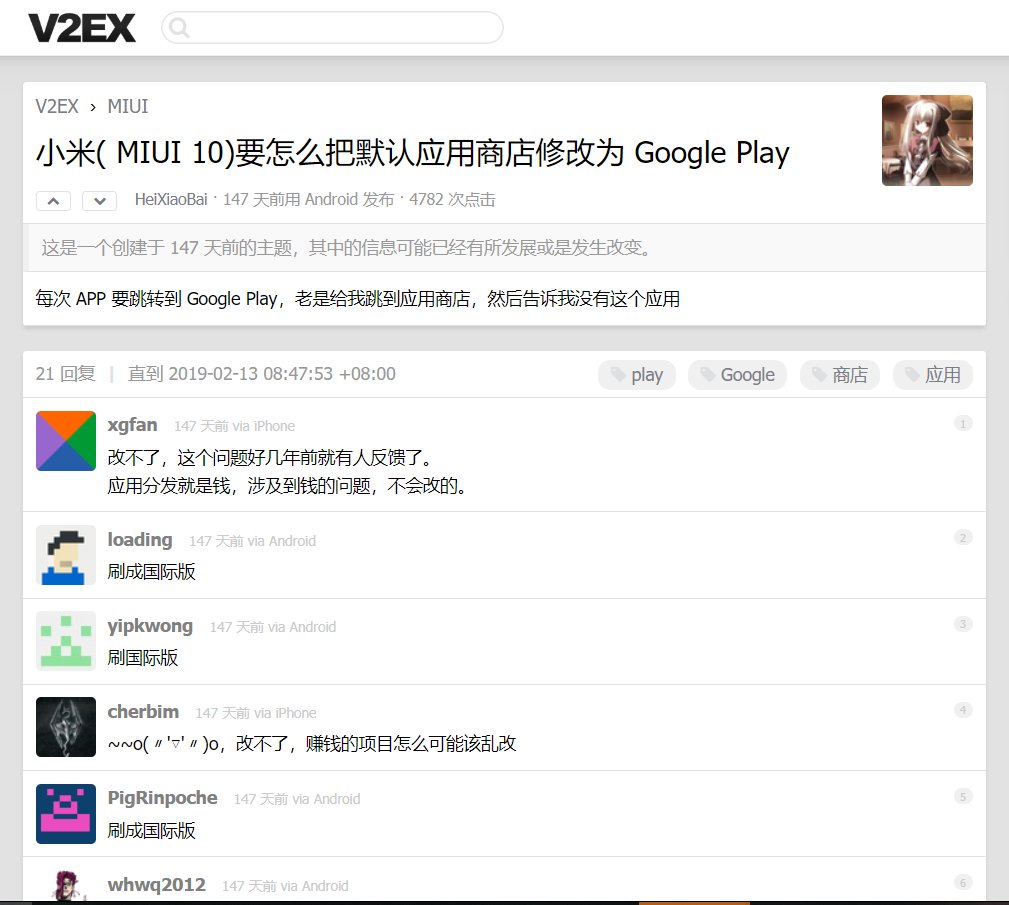 V2EX
V2EX › MIUI
小米( MIUI 10)要怎么把默认应用商店修改为 Google Play
HeiXiaoBai · 147 天前用 Android 发布 · 4782 次点击
这是一个创建于 147 天前的主题，其中的信息可能已经有所发展或是发生改变。
每次 APP 要跳转到 Google Play，老是给我跳到应用商店，然后告诉我没有这个应用
21 回复 | 直到 2019-02-13 08:47:53 +08:00 play Google 商店 应用
xgfan 147 天前 via iPhone 1
改不了，这个问题好几年前就有人反馈了。
应用分发就是钱，涉及到钱的问题，不会改的。
loading 147 天前 via Android 2
刷成国际版
yipkwong 147 天前 via Android 3
刷国际版
cherbim 147 天前 via iPhone 4
~~o(〃'▽'〃)o，改不了，赚钱的项目怎么可能该乱改
PigRinpoche 147 天前 via Android 5
刷成国际版
whwq2012 147 天前 via Android 6